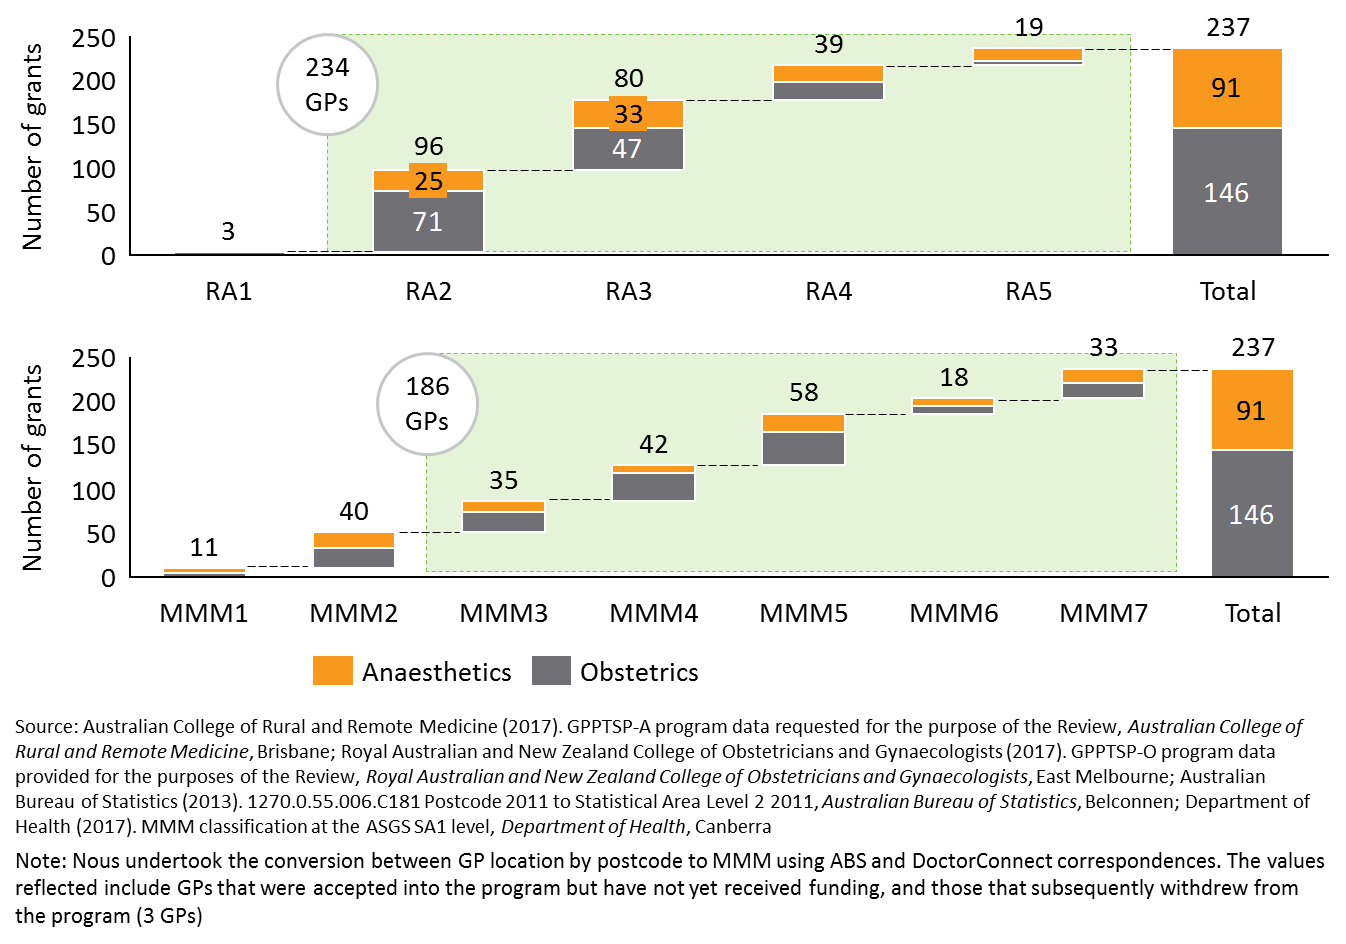 Number of grants
250
200
150
100
50
0
234
GPs
3
96
25
71
80
33
47
39
19
237
91
146
RA1 RA2 RA3 RA4 RA5 Total
Number of grants
250
200
150
100
50
0
186
GPs
11
40
35
42
58
18
33
237
91
146
MMM1 MMM2 MMM3 MMM4 MMM5 MMM6 MMM7 Total
Anaesthetics Obstetrics
Source: Australian College of Rural and Remote Medicine (2017). GPPTSP-A program data requested for the purpose of the Review, Australian College of
Rural and Remote Medicine, Brisbane; Royal Australian and New Zealand College of Obstetricians and Gynaecologists (2017). GPPTSP-O program data
provided for the purposes of the Review, Royal Australian and New Zealand College of Obstetricians and Gynaecologists, East Melbourne; Australian
Bureau of Statistics (2013). 1270.0.55.006.C181 Postcode 2011 to Statistical Area Level 2 2011, Australian Bureau of Statistics, Belconnen; Department of
Health (2017). MMM classification at the ASGS SA1 level, Department of Health, Canberra
Note: Nous undertook the conversion between GP location by postcode to MMM using ABS and DoctorConnect correspondences. The values
reflected include GPs that were accepted into the program but have not yet received funding, and those that subsequently withdrew from
the program (3 GPs)